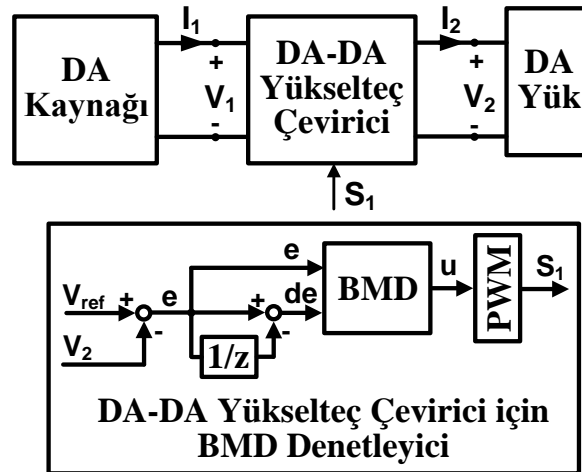 I1
I2
DA
Kaynağı
+
V1
-
DA-DA
Yükselteç
Çevirici
+
V2
-
DA
Yük
S1
e
Vref
+
e
-
V2
+
-
de
1/z
BMD
u
PWM
S1
DA-DA Yükselteç Çevirici için
BMD Denetleyici